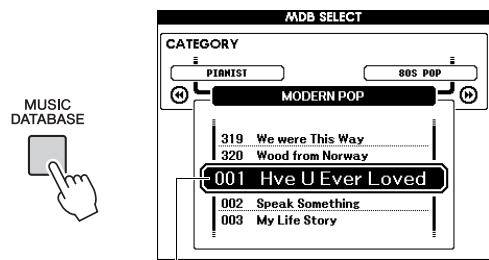 MDB SELECT
CATEGORY
PIANIST
80S POP
MODERN POP
MUSIC
DATABASE
319 We were This Way
320 Wood from Norway
001 Hve U Ever Loved
002 Speak Something
003 My Life Story